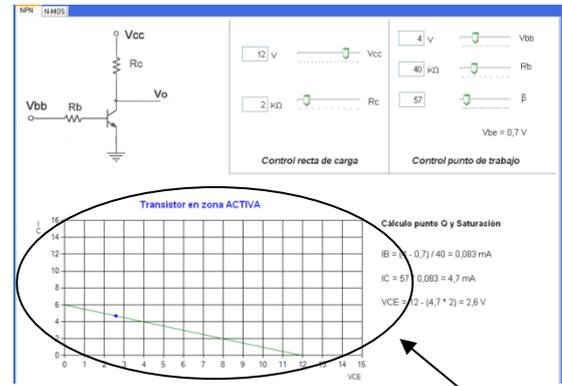 NPN N-MOS
Vcc
Rc
Vo
Vbb Rb
12 V Vcc
2 KΩ Rc
Control recta de carga
4 V Vbb
40 KΩ Rb
57 β
Vbe = 0,7 V
Control punto de trabajo
Transistor en zona ACTIVA
IC
16
14
12
10
8
6
4
2
0
0 1 2 3 4 5 6 7 8 9 10 11 12 13 14 15
VCE
Cálculo punto Q y Saturación
IB = - 0,7) / 40 = 0,083 mA
IC = 57 0,083 = 4,7 mA
VCE = 12 - (4,7 * 2) = 2,6 V